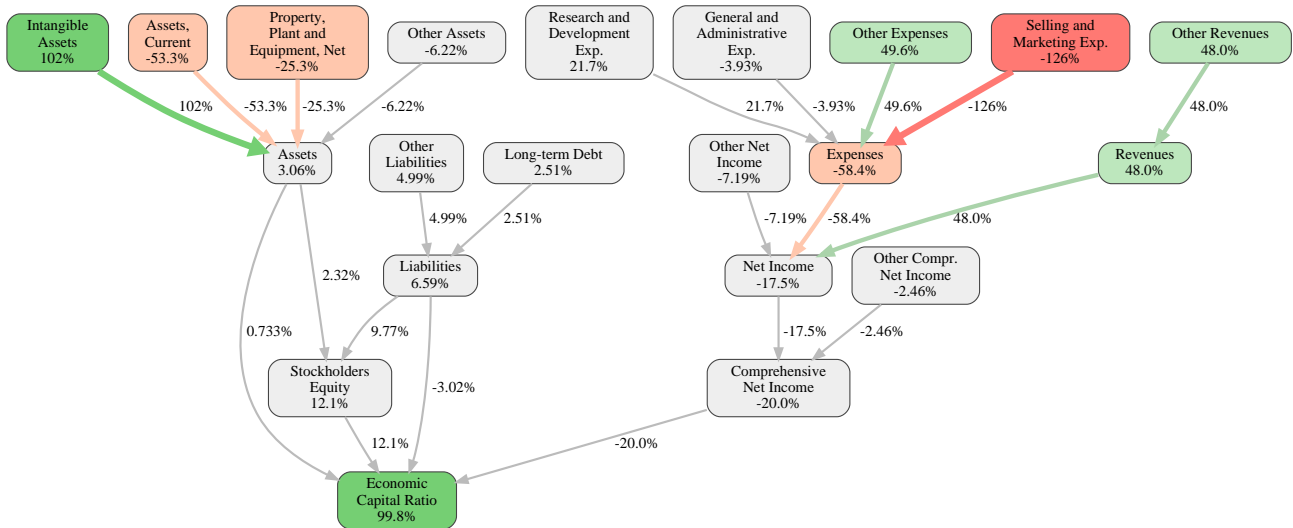 Intangible
Assets
102%
Assets,
Current
-53.3%
Property,
Plant and
Equipment, Net
-25.3%
Other Assets
-6.22%
Research and
Development
Exp.
21.7%
General and
Administrative
Exp.
-3.93%
Other Expenses
49.6%
Selling and
Marketing Exp.
-126%
Other Revenues
48.0%
102%
-53.3%
-25.3%
-6.22%
21.7%
-3.93%
49.6%
-126%
48.0%
Assets
3.06%
Other
Liabilities
4.99%
Long-term Debt
2.51%
Other Net
Income
-7.19%
Expenses
-58.4%
Revenues
48.0%
4.99%
2.51%
-7.19%
-58.4%
48.0%
Liabilities
6.59%
Net Income
-17.5%
Other Compr.
Net Income
-2.46%
2.32%
0.733%
9.77%
-3.02%
-17.5%
-2.46%
Stockholders
Equity
12.1%
Comprehensive
Net Income
-20.0%
12.1%
-20.0%
Economic
Capital Ratio
99.8%